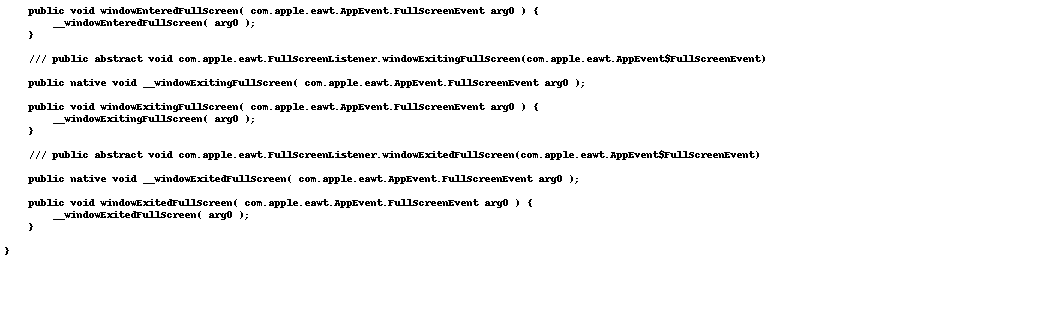 public void windowEnteredFullScreen( com.apple.eawt.AppEvent.FullScreenEvent arg0 ) {
__windowEnteredFullScreen( arg0 );
}
/// public abstract void com.apple.eawt.FullScreenListener.windowExitingFullScreen(com.apple.eawt.AppEvent$FullScreenEvent)
public native void __windowExitingFullScreen( com.apple.eawt.AppEvent.FullScreenEvent arg0 );
public void windowExitingFullScreen( com.apple.eawt.AppEvent.FullScreenEvent arg0 ) {
__windowExitingFullScreen( arg0 );
}
/// public abstract void com.apple.eawt.FullScreenListener.windowExitedFullScreen(com.apple.eawt.AppEvent$FullScreenEvent)
public native void __windowExitedFullScreen( com.apple.eawt.AppEvent.FullScreenEvent arg0 );
public void windowExitedFullScreen( com.apple.eawt.AppEvent.FullScreenEvent arg0 ) {
__windowExitedFullScreen( arg0 );
}
}